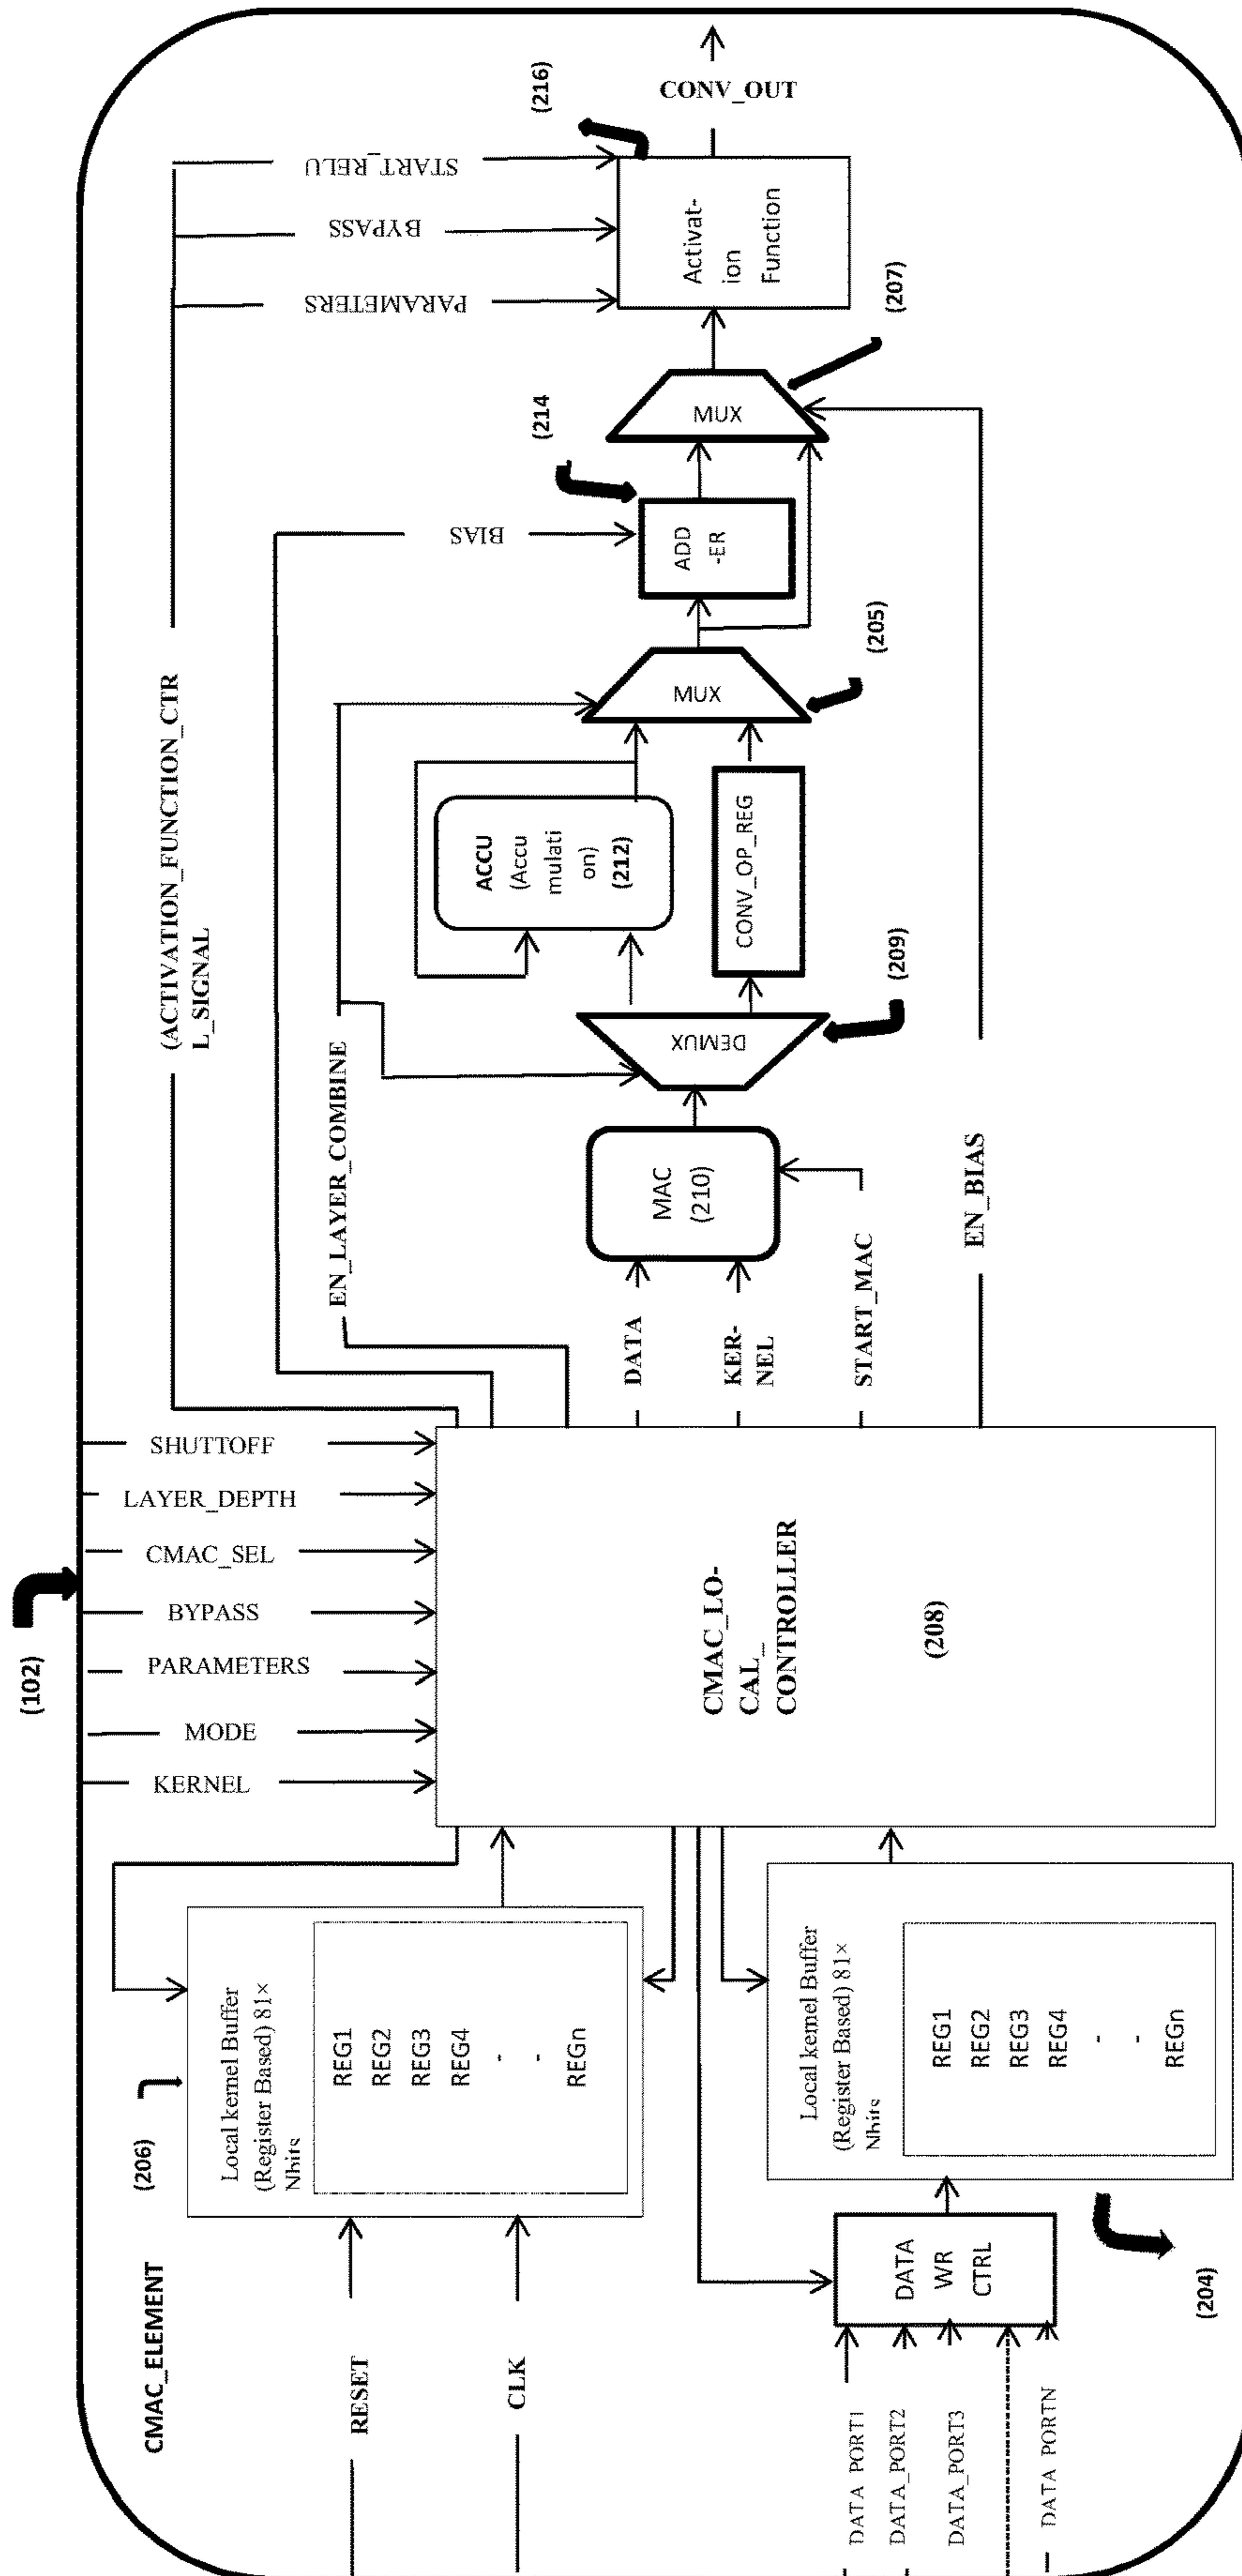 (102)
CMAC_ELEMENT
(206)
RESET
CLK
Local kernel Buffer
(Register Based) 81×
Nbits
REG1
REG2
REG3
REG4
-
-
REGn
DATA PORT1
DATA_PORT2
DATA_PORT3
DATA PORTN
DATA
WR
CTRL
(204)
Local kernel Buffer
(Register Based) 81×
Nbits
REG1
REG2
REG3
REG4
-
-
REGn
KERNEL
MODE
PARAMETERS
BYPASS
CMAC_SEL
LAYER_DEPTH
SHUTTOFF
CMAC_LO-
CAL_
CONTROLLER
(208)
(ACTIVATION_FUNCTION_CTR
L_SIGNAL
EN_LAYER_COMBINE
DATA
KER-
NEL
START_MAC
EN_BIAS
MAC
(210)
DEMUX
(209)
ACCU
(Accu
mulati
on)
(212)
CONV_OP_REG
MUX
(205)
BIAS
ADD
-ER
(214
MUX
(207)
PARAMETERS
BYPASS
START_RELU
Activat-
ion
Function
(216)
CONV_OUT